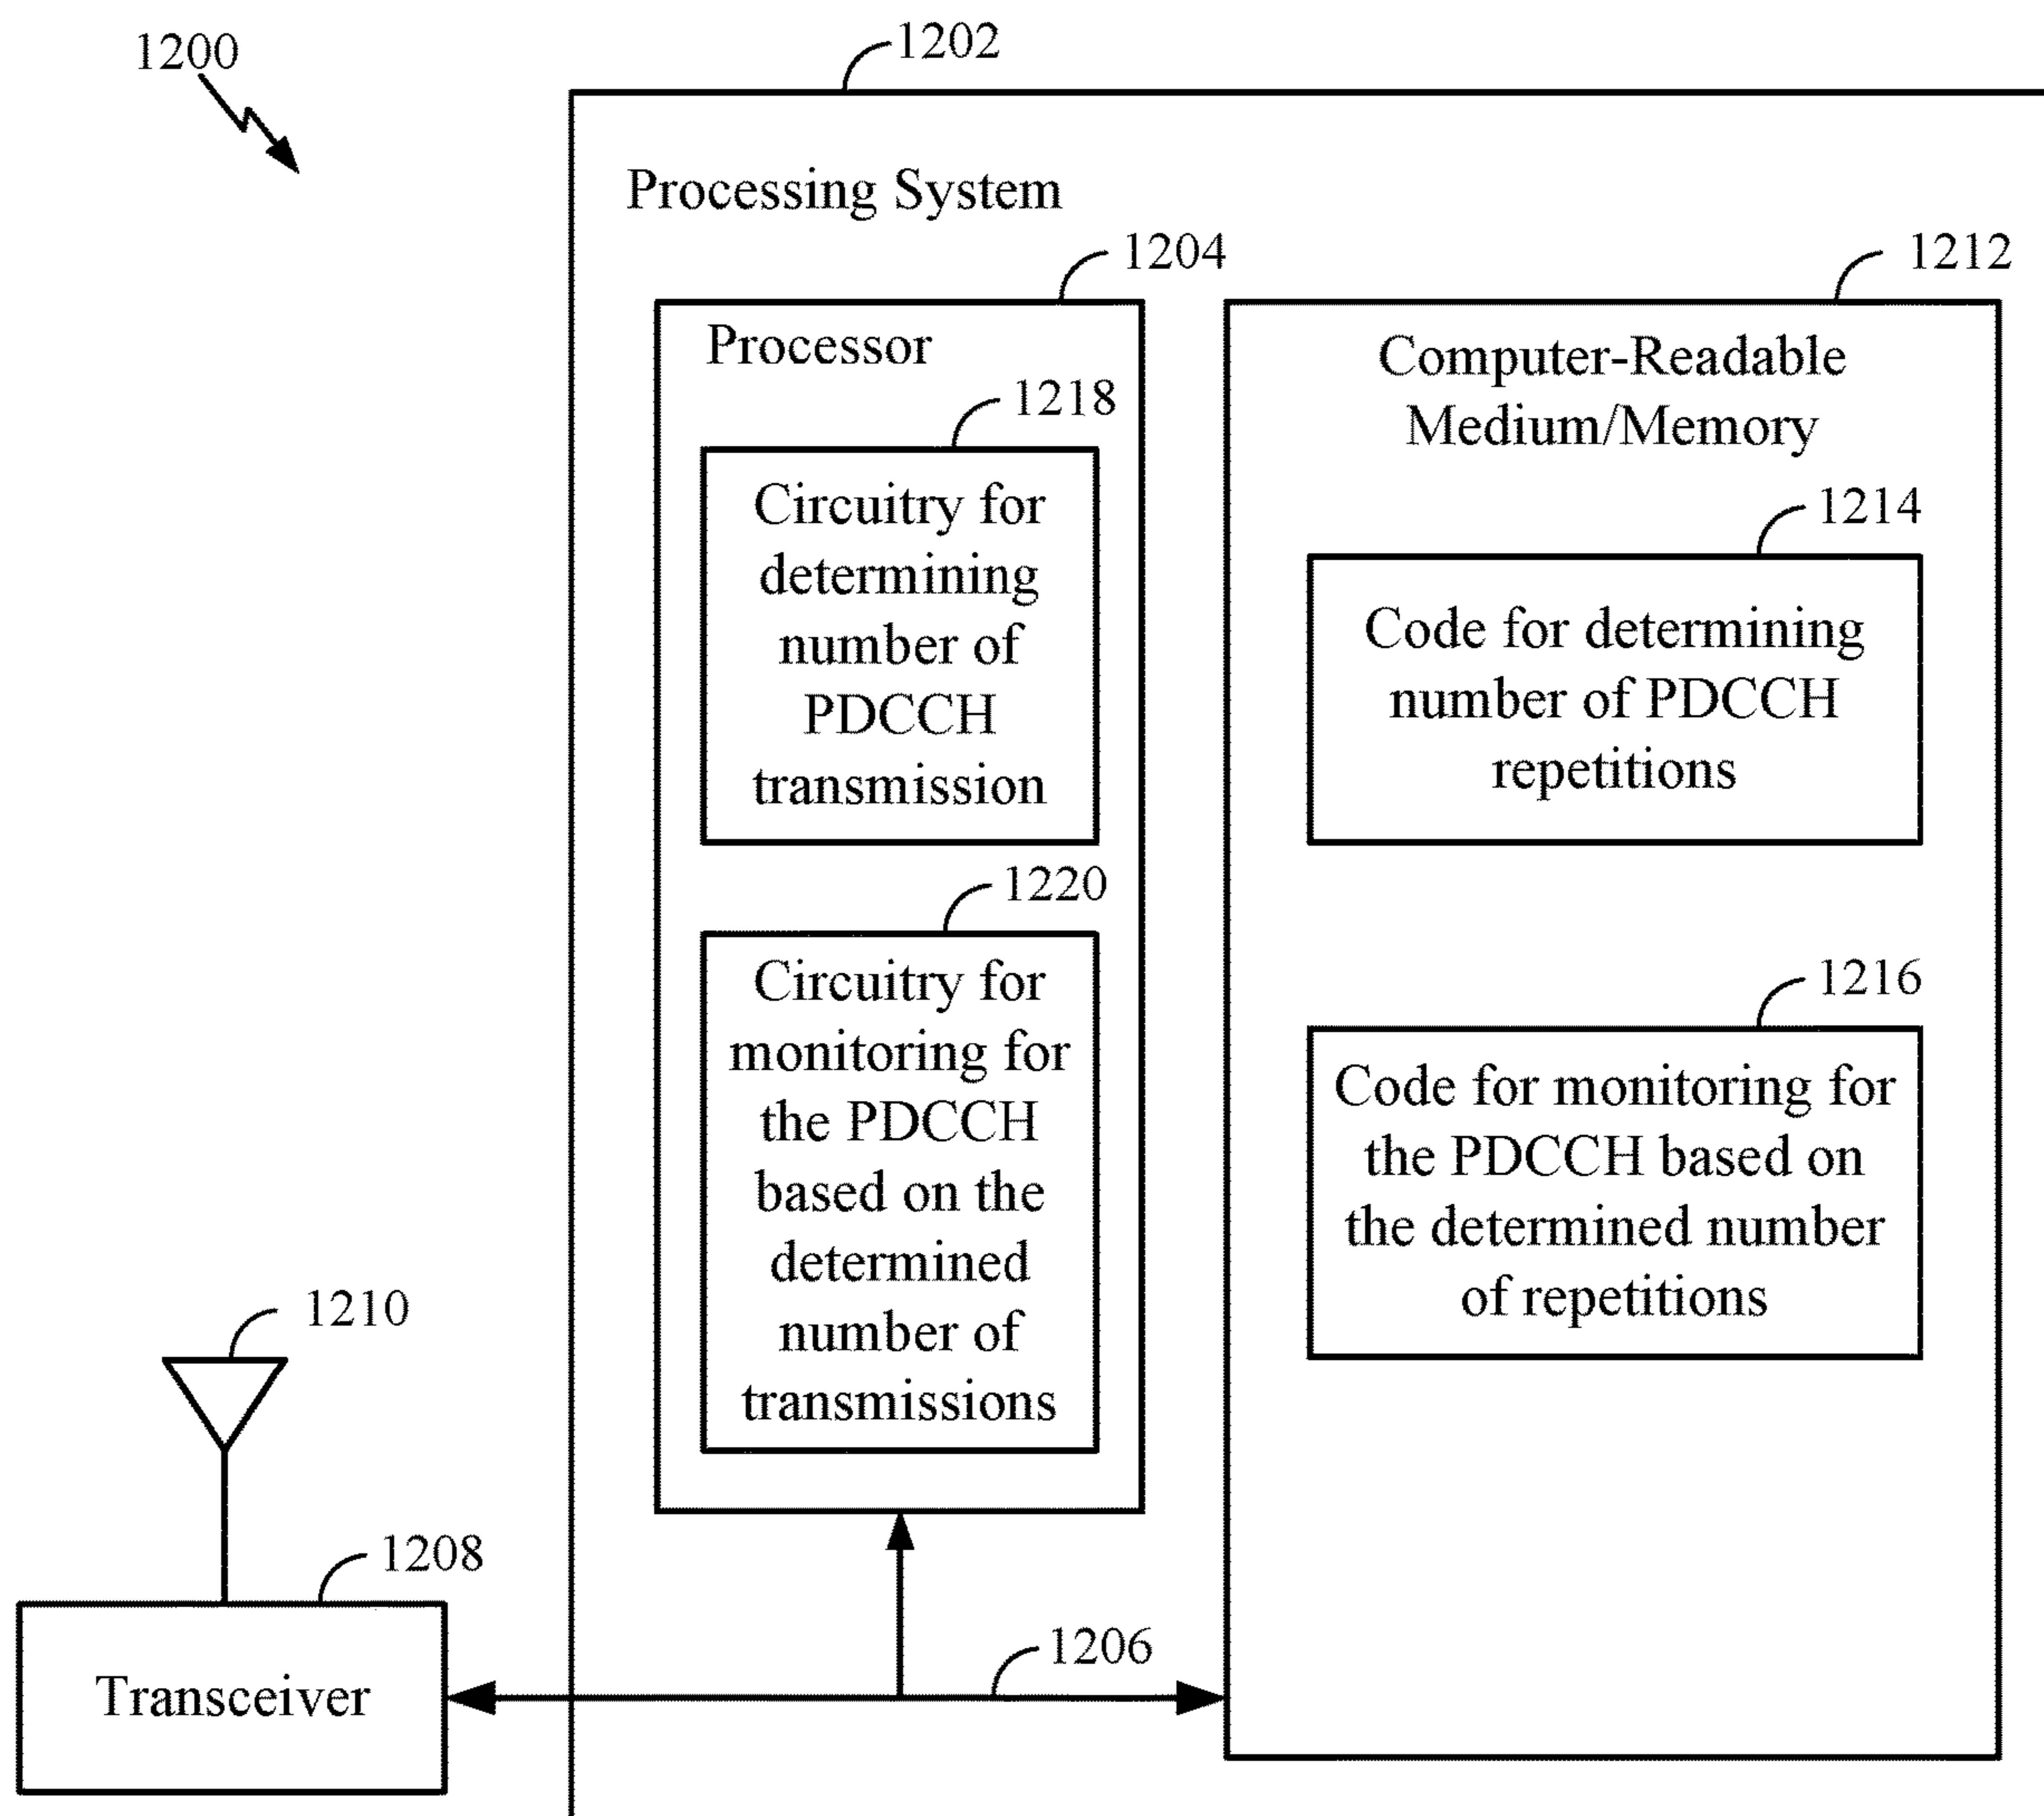 1200
1202
Processing System
1204
1212
Processor
Computer-Readable
Medium/Memory
1218
Circuitry for
determining
number of
PDCCH
transmission
1214
Code for determining
number of PDCCH
repetitions
1220
Circuitry for
monitoring for
the PDCCH
based on the
determined
number of
transmissions
1216
Code for monitoring for
the PDCCH based on
the determined number
of repetitions
1210
1208
Transceiver
1206